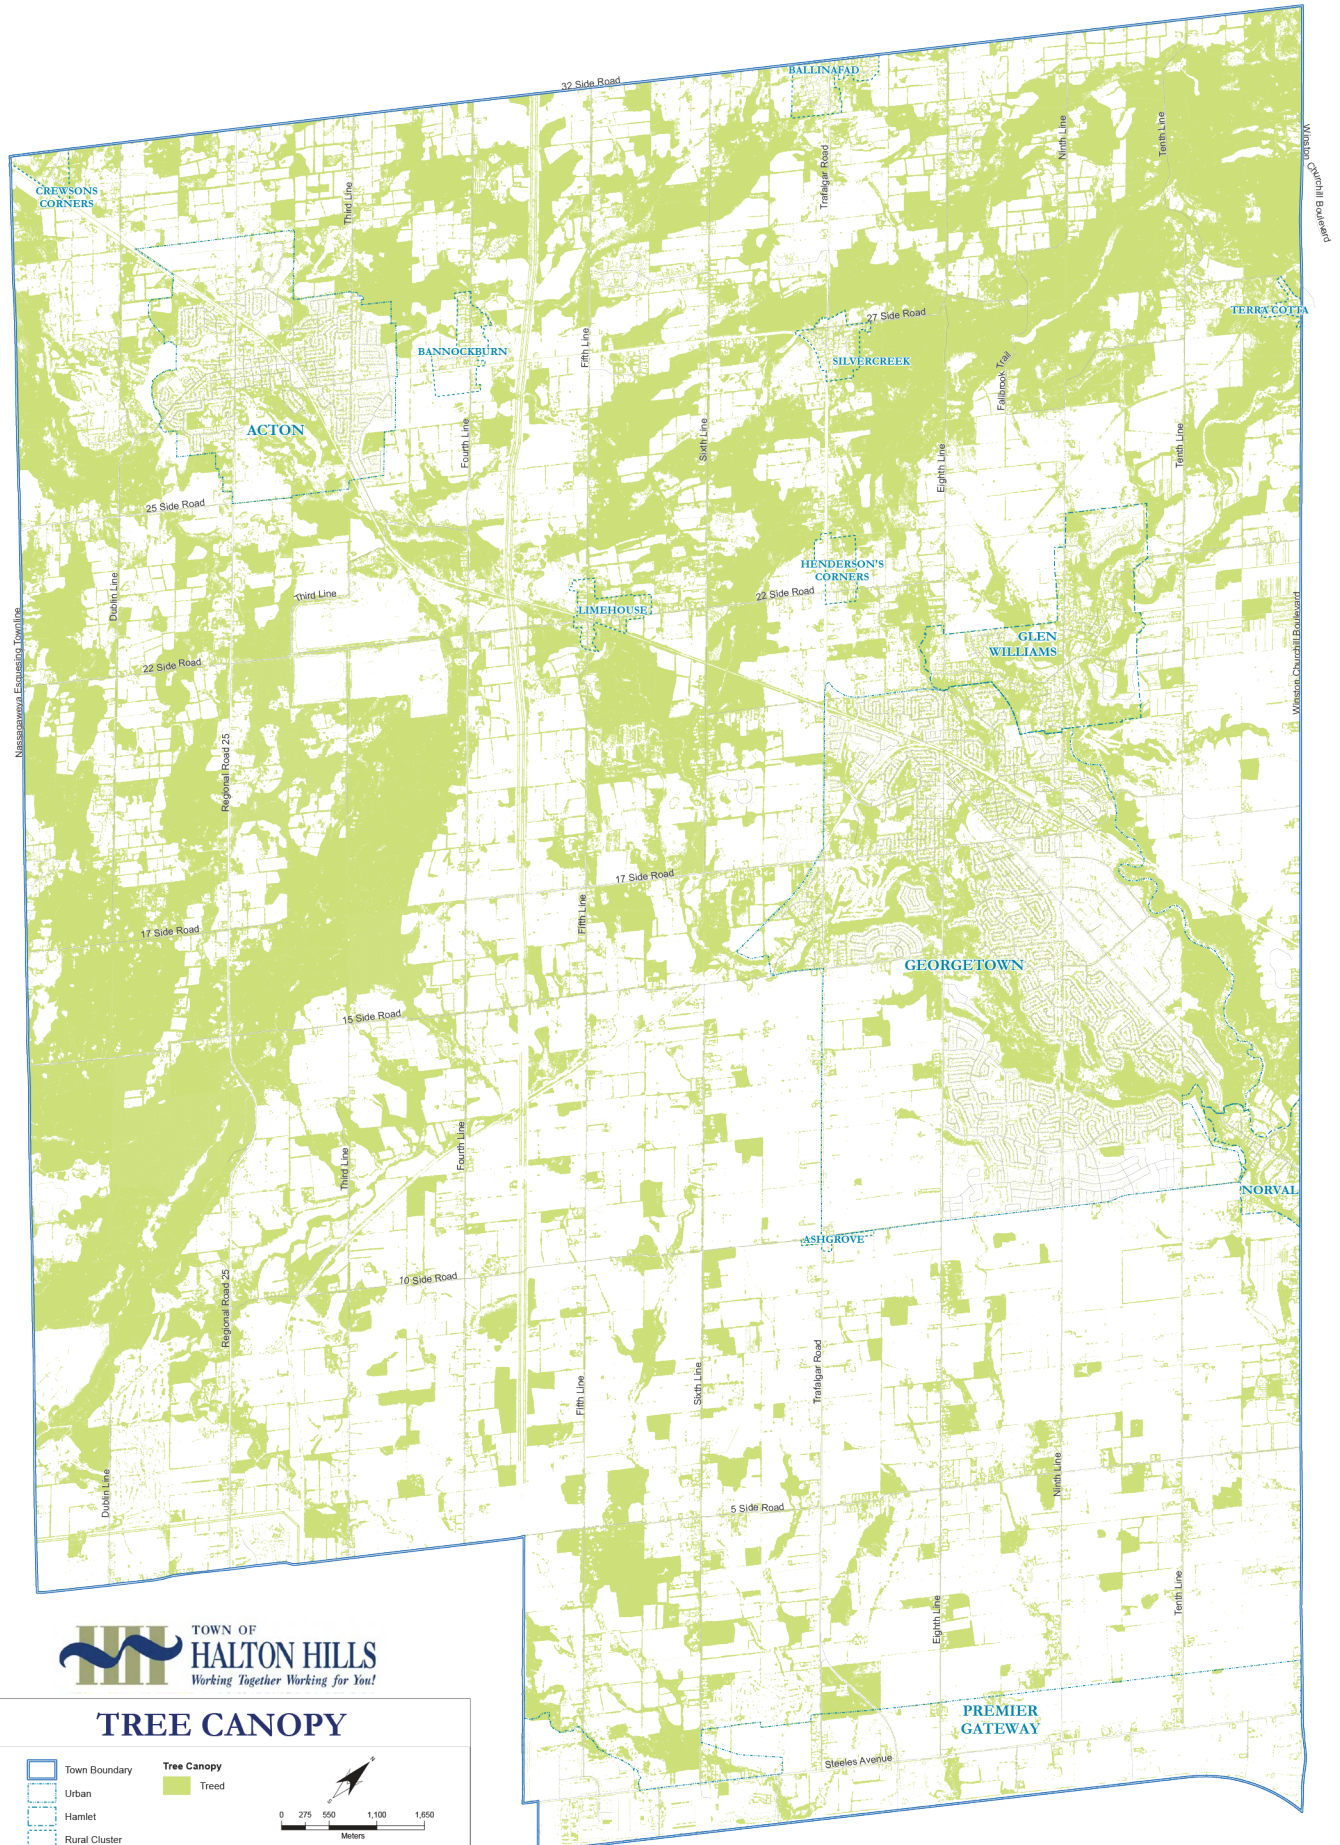 32 Side Road
BALLINAFAD
Ninth Line
Tenth Line
Winston Churchill Boulevard
CREWSONS
CORNERS
Third Line
Trafalgar Road
TERRA COTTA
27 Side Road
BANNOCKBURN
Fifth Line
SILVERCREEK
Fallbrook Trail
ACTON
Fourth Line
Sixth Line
Eighth Line
Tenth Line
25 Side Road
HENDERSON'S
CORNERS
Dublin Line
Third Line
22 Side Road
LIMEHOUSE
GLEN
WILLIAMS
Nassagaweya Esquesing Townline
22 Side Road
Winston Churchill Boulevard
Regional Road 25
17 Side Road
Fifth Line
17 Side Road
GEORGETOWN
15 Side Road
Third Line
Fourth Line
NORVAL
ASHGROVE
10 Side Road
Regional Road 25
Fifth Line
Sixth Line
Trafalgar Road
Dublin Line
Ninth Line
5 Side Road
Eighth Line
Tenth Line
TOWN OF
HALTON HILLS
Working Together Working for You!
PREMIER
GATEWAY
TREE CANOPY
Steeles Avenue
Town Boundary
Urban
Hamlet
Rural Cluster
Tree Canopy
Treed
N
S
0 275 550 1,100 1,650
Meters